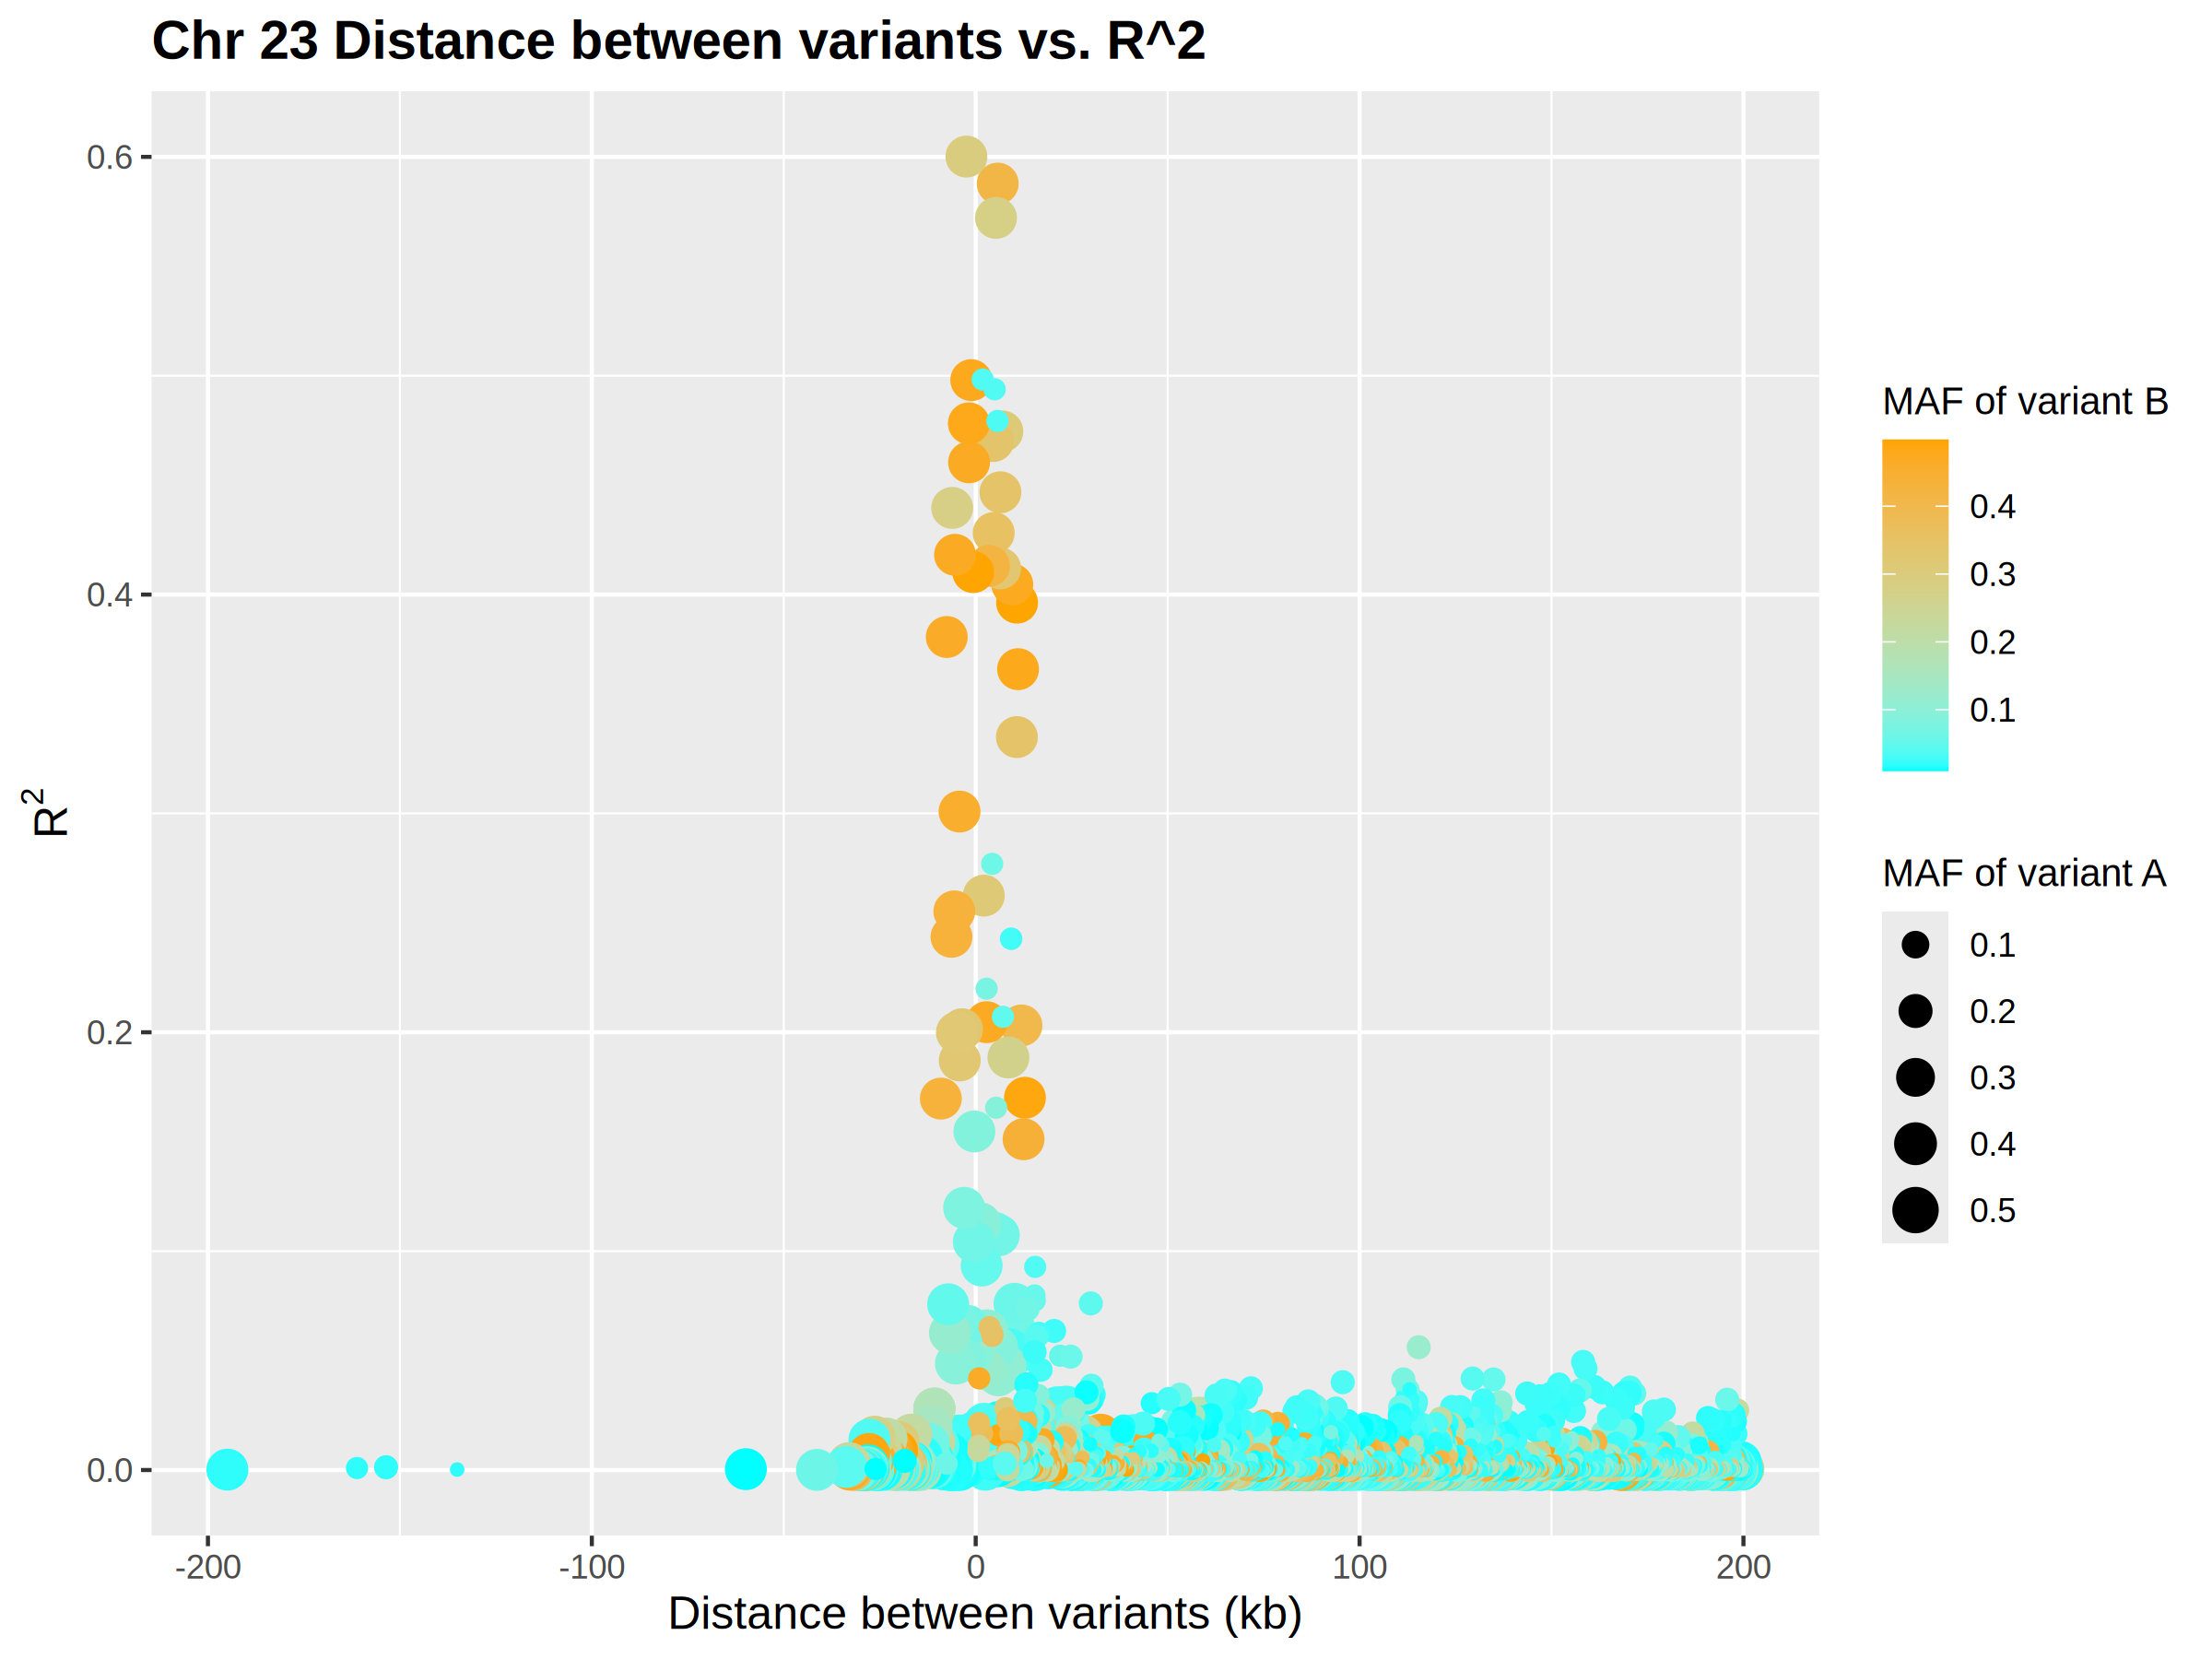 Chr 23 Distance between variants vs. R^2
0.6
0.4
0.2
0.0
R2
-200 -100 0 100 200
Distance between variants (kb)
MAF of variant B
0.4
0.3
0.2
0.1
MAF of variant A
0.1
0.2
0.3
0.4
0.5